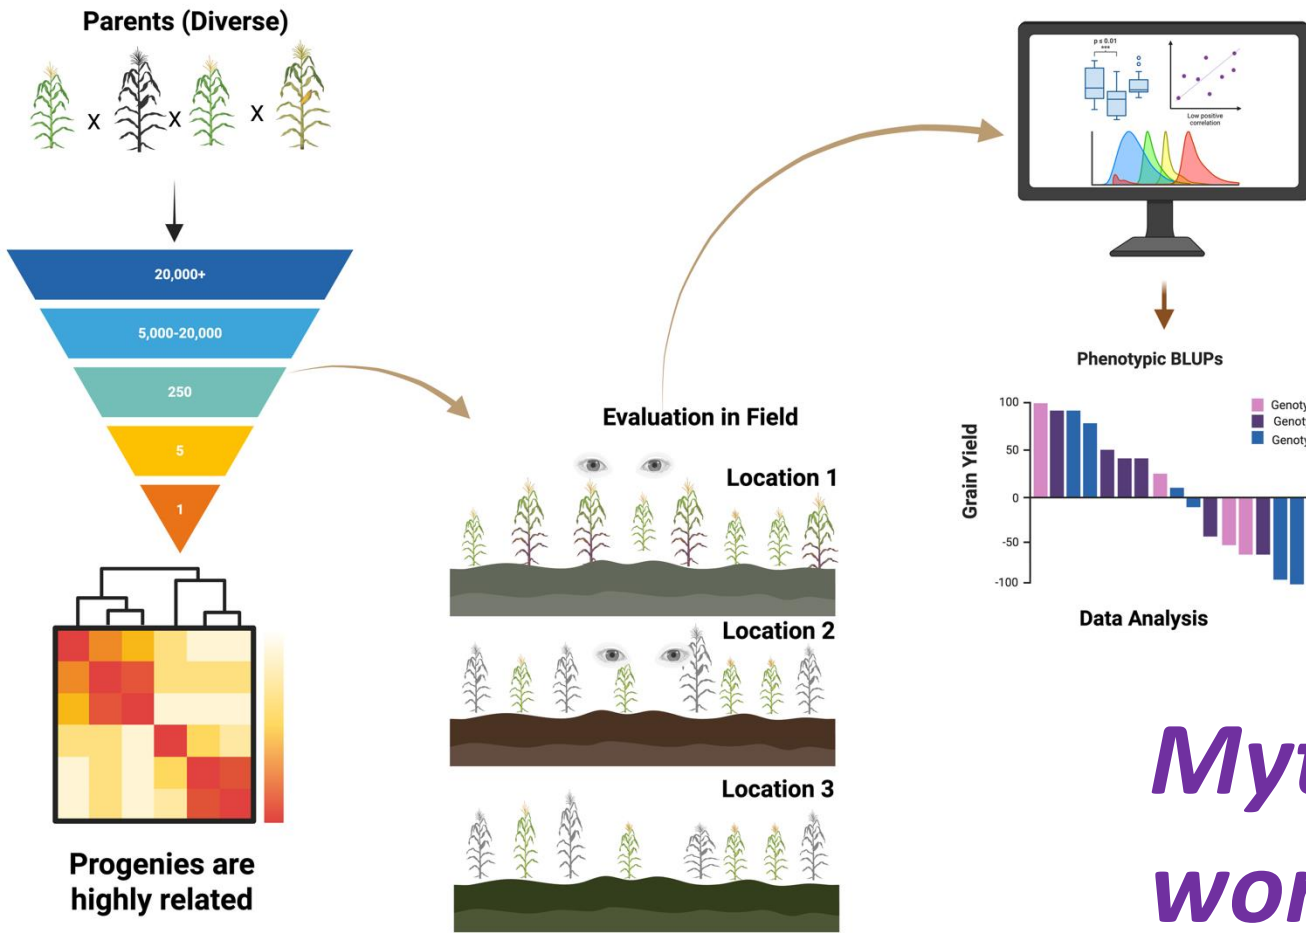 Parents (Diverse)
X X X
20,000+
5,000-20,000
250
5
1
Progenies are
highly related
Evaluation in Field
Location 1
Location 2
Location 3
p ≤ 0.01
***
Low positive
correlation
Phenotypic BLUPs
Grain Yield
100
50
0
-50
-100
Data Analysis